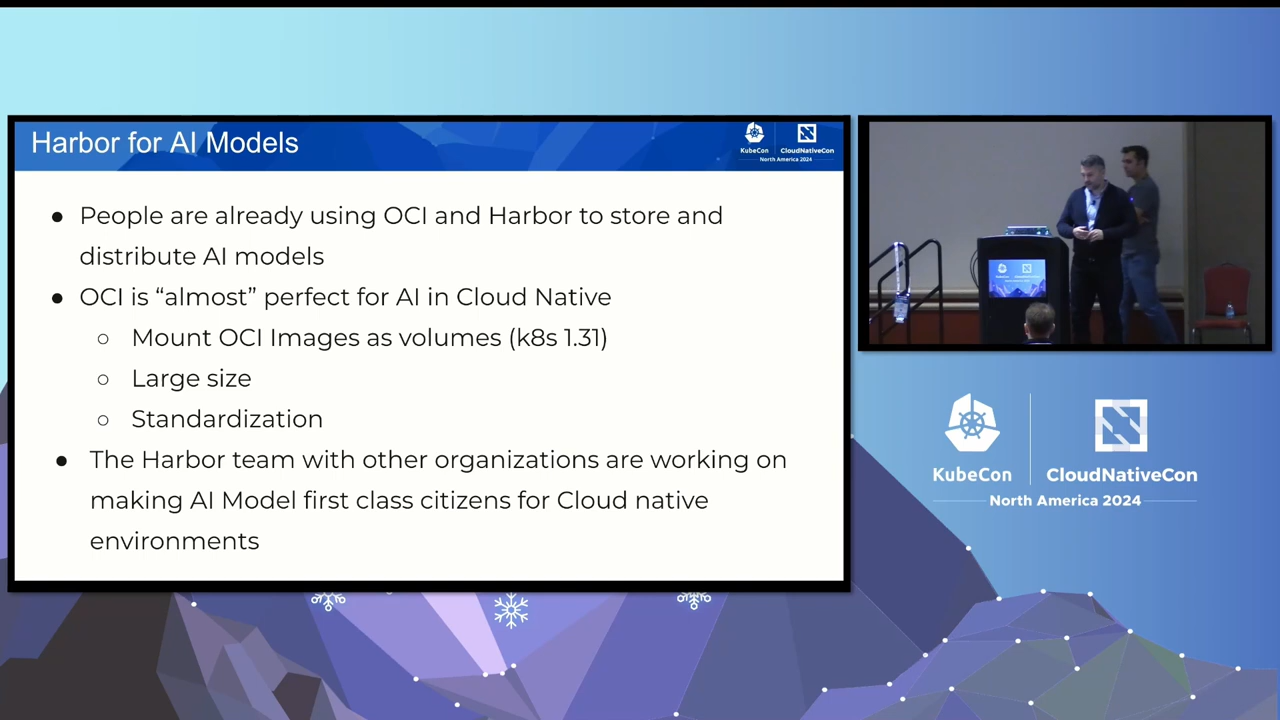 Harbor for AI Models
KubeCon
CloudNativeCon
North America 2024
● People are already using OCI and Harbor to store and
distribute AI models
● OCI is “almost” perfect for AI in Cloud Native
○ Mount OCI Images as volumes (k8s 1.31)
○ Large size
○ Standardization
● The Harbor team with other organizations are working on
making AI Model first class citizens for Cloud native
environments
KubeCon
CloudNativeCon
North America 2024